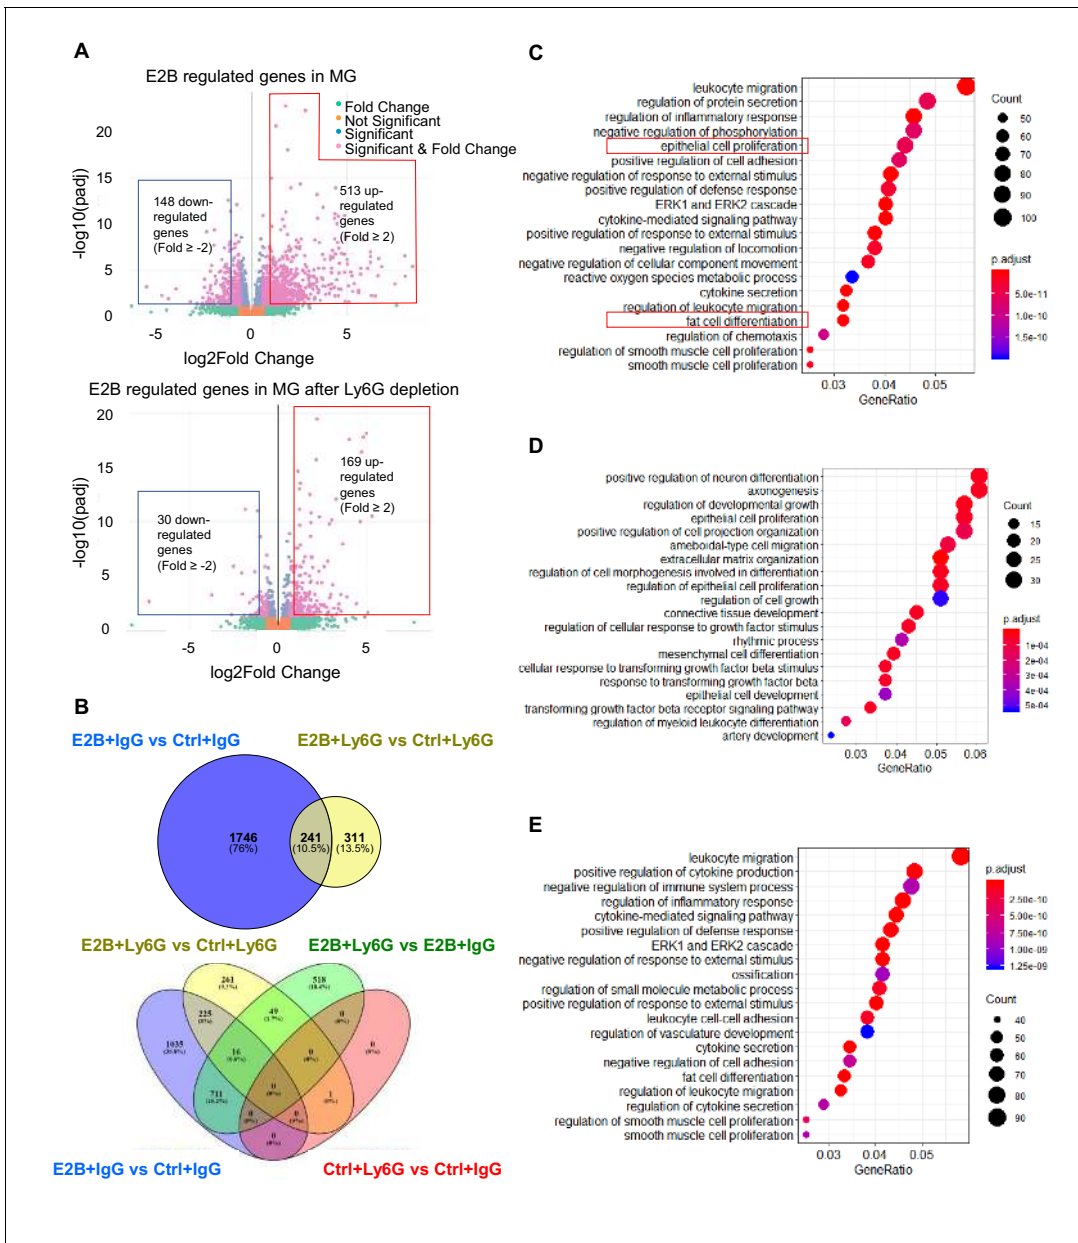 A
E2B regulated genes in MG
Fold Change
Not Significant
Significant
Significant & Fold Change
-log10(padj)
20
15
10
5
0
148 down-
regulated
genes
(Fold ≥ -2)
513 up-
regulated
genes
(Fold ≥ 2)
-5
0
5
log2Fold Change
E2B regulated genes in MG after Ly6G depletion
-log10(padj)
20
15
10
5
0
30 down-
regulated
genes
(Fold ≥ -2)
169 up-
regulated
genes
(Fold ≥ 2)
-5
0
5
log2Fold Change
B
E2B+IgG vs Ctrl+IgG
E2B+Ly6G vs Ctrl+Ly6G
1746
(76%)
241
(10.5%)
311
(13.5%)
E2B+Ly6G vs Ctrl+Ly6G
E2B+Ly6G vs E2B+IgG
261
518
225
49
0
(0%)
1035
16
0
(0%)
0
(0%)
711
0
(0%)
1
(0%)
0
(0%)
0
(0%)
0
(0%)
E2B+IgG vs Ctrl+IgG
Ctrl+Ly6G vs Ctrl+IgG
C
leukocyte migration
regulation of protein secretion
regulation of inflammatory response
negative regulation of phosphorylation
epithelial cell proliferation
positive regulation of cell adhesion
negative regulation of response to external stimulus
positive regulation of defense response
ERK1 and ERK2 cascade
cytokine-mediated signaling pathway
positive regulation of response to external stimulus
negative regulation of locomotion
negative regulation of cellular component movement
reactive oxygen species metabolic process
cytokine secretion
regulation of leukocyte migration
fat cell differentiation
regulation of chemotaxis
regulation of smooth muscle cell proliferation
smooth muscle cell proliferation
0.03
0.04
0.05
GeneRatio
Count
50
60
70
80
90
100
p.adjust
5.0e-11
1.0e-10
1.5e-10
D
positive regulation of neuron differentiation
axonogenesis
regulation of developmental growth
epithelial cell proliferation
positive regulation of cell projection organization
ameboidal-type cell migration
extracellular matrix organization
regulation of cell morphogenesis involved in differentiation
regulation of epithelial cell proliferation
regulation of cell growth
connective tissue development
regulation of cellular response to growth factor stimulus
rhythmic process
mesenchymal cell differentiation
cellular response to transforming growth factor beta stimulus
response to transforming growth factor beta
epithelial cell development
transforming growth factor beta receptor signaling pathway
regulation of myeloid leukocyte differentiation
artery development
0.03
0.04
0.05
0.06
GeneRatio
Count
15
20
25
30
p.adjust
1e-04
2e-04
3e-04
4e-04
5e-04
E
leukocyte migration
positive regulation of cytokine production
negative regulation of immune system process
regulation of inflammatory response
cytokine-mediated signaling pathway
positive regulation of defense response
ERK1 and ERK2 cascade
negative regulation of response to external stimulus
ossification
regulation of small molecule metabolic process
positive regulation of response to external stimulus
leukocyte cell-cell adhesion
regulation of vasculature development
cytokine secretion
negative regulation of cell adhesion
fat cell differentiation
regulation of leukocyte migration
regulation of cytokine secretion
regulation of smooth muscle cell proliferation
smooth muscle cell proliferation
0.03
0.04
0.05
GeneRatio
p.adjust
2.50e-10
5.00e-10
7.50e-10
1.00e-09
1.25e-09
Count
40
50
60
70
80
90